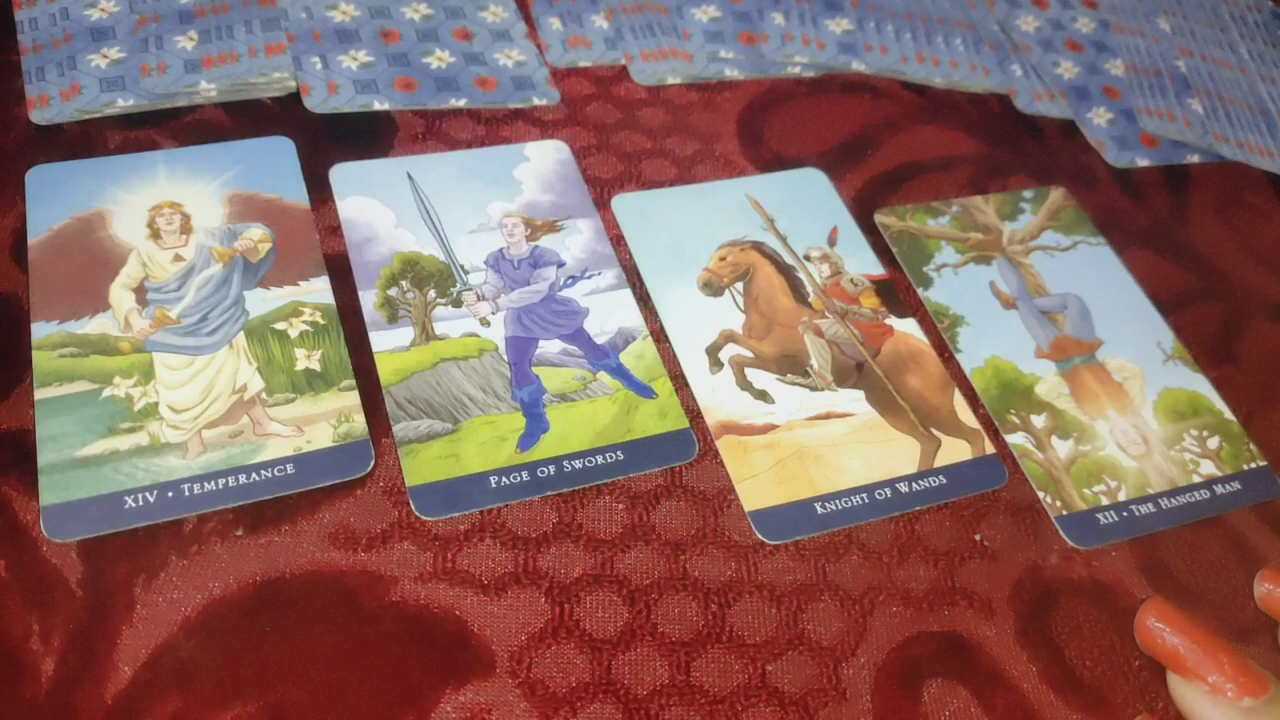 XIV • TEMPERANCE
PAGE OF SWORDS
KNIGHT OF WANDS
XII • THE HANGED MAN